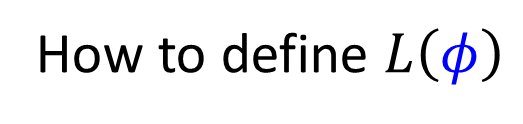 How to define 𝐿(𝜙)